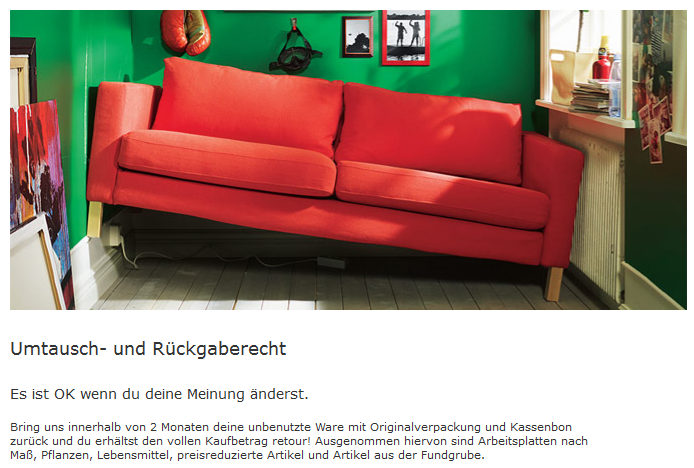 Umtausch- und Rückgaberecht
Es ist OK wenn du deine Meinung änderst.
Bring uns innerhalb von 2 Monaten deine unbenutzte Ware mit Originalverpackung und Kassenbon
zurück und du erhältst den vollen Kaufbetrag retour! Ausgenommen hiervon sind Arbeitsplatten nach
Maß, Pflanzen, Lebensmittel, preisreduzierte Artikel und Artikel aus der Fundgrube.